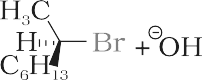 H₃C
H Br + ⊖OH
C₆H₁₃